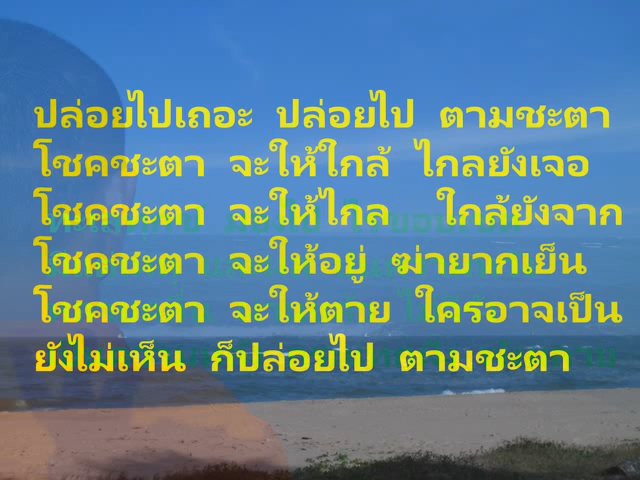 ปล่อยไปเถอะ ปล่อยไป ตามชะตา
โชคชะตา จะให้ใกล้ ไกลยังเจอ
โชคชะตา จะให้ไกล ใกล้ยังจาก
โชคชะตา จะให้อยู่ ฆ่ายากเย็น
โชคชะตา จะให้ตาย ใครอาจเป็น
ยังไม่เห็น ก็ปล่อยไป ตามชะตา